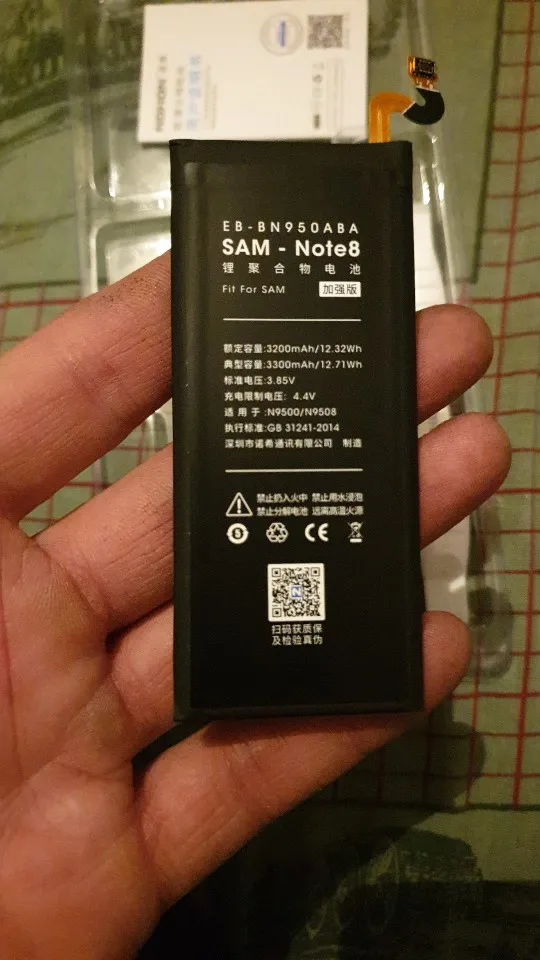 EB-BN950ABA
SAM - Note8
锂聚合物电池
Fit For SAM 加强版
额定容量:3200mAh/12.32Wh
典型容量:3300mAh/12.71Wh
标准电压:3.85V
充电限制电压: 4.4V
适用于:N9500/N9508
执行标准:GB 31241-2014
深圳市诺希通讯有限公司 制造
禁止扔入火中 禁止用水浸泡
禁止分解电池 远离高温火源
CE
N
扫码获质保
及检验真伪